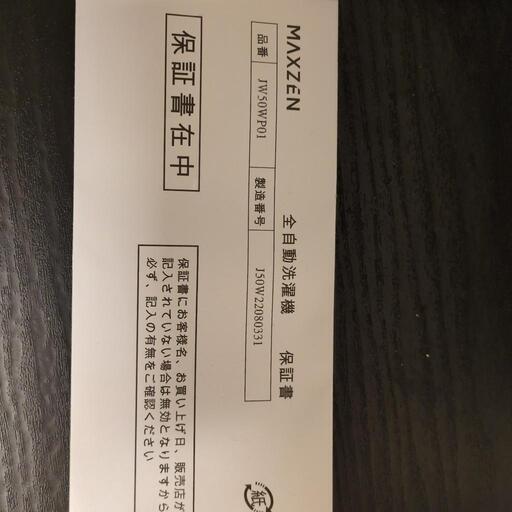 MAXZEN
全自動洗濯機 保証書
品番 JW50WP01 製造番号 J50W22080331
保証書在中
保証書にお客様名、お買い上げ日、販売店が
記入されていない場合は無効となりますから
必ず、記入の有無をご確認ください
紙